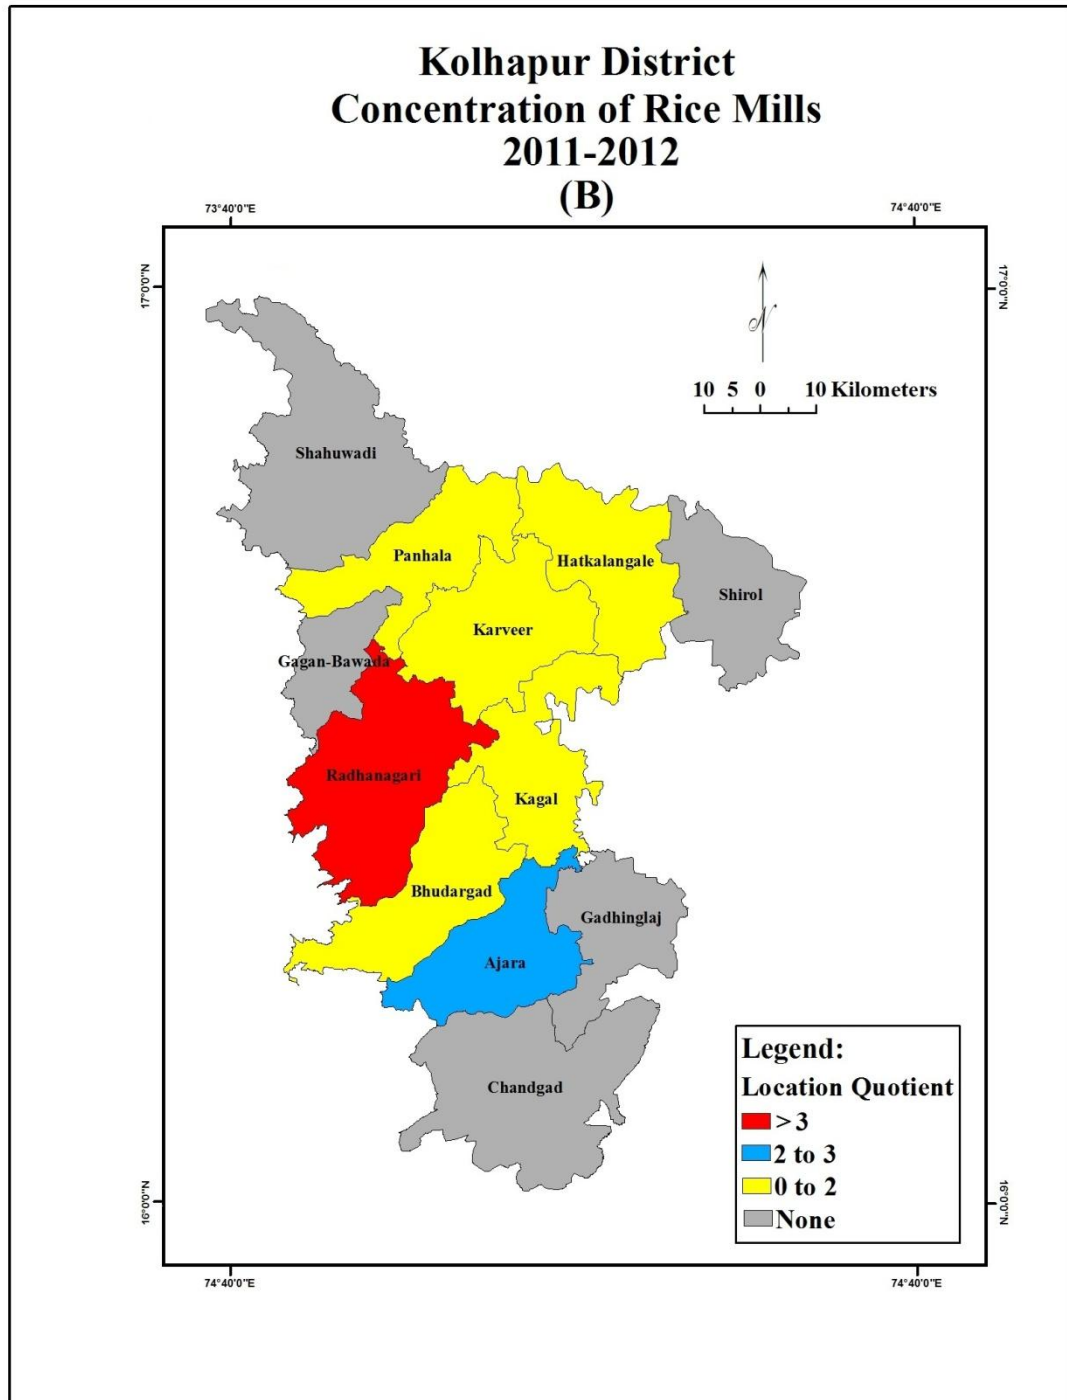 Kolhapur District
Concentration of Rice Mills
2011-2012
(B)
73°40'0"E
74°40'0"E
17°0'0"N
17°0'0"N
N
10 5 0 10 Kilometers
Shahuwadi
Panhala
Hatkalangale
Shirol
Karveer
Gagan-Bawada
Radhanagari
Kagal
Bhudargad
Gadhinglaj
Ajara
Chandgad
Legend:
Location Quotient
> 3
2 to 3
0 to 2
None
16°0'0"N
16°0'0"N
74°40'0"E
74°40'0"E